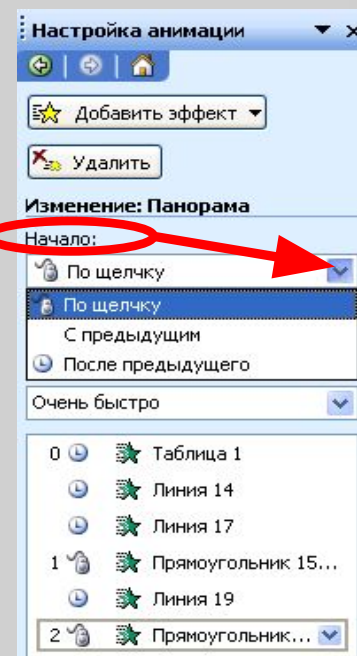 Настройка анимации
Добавить эффект
Удалить
Изменение: Панорама
Начало:
По щелчку
По щелчку
С предыдущим
После предыдущего
Очень быстро
0 Таблица 1
Линия 14
Линия 17
1 Прямоугольник 15...
Линия 19
2 Прямоугольник...